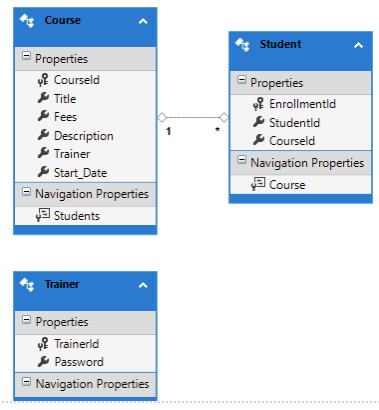 Course
Properties
CourseId
Title
Fees
Description
Trainer
Start_Date
Navigation Properties
Students
1
*
Student
Properties
EnrollmentId
StudentId
CourseId
Navigation Properties
Course
Trainer
Properties
TrainerId
Password
Navigation Properties